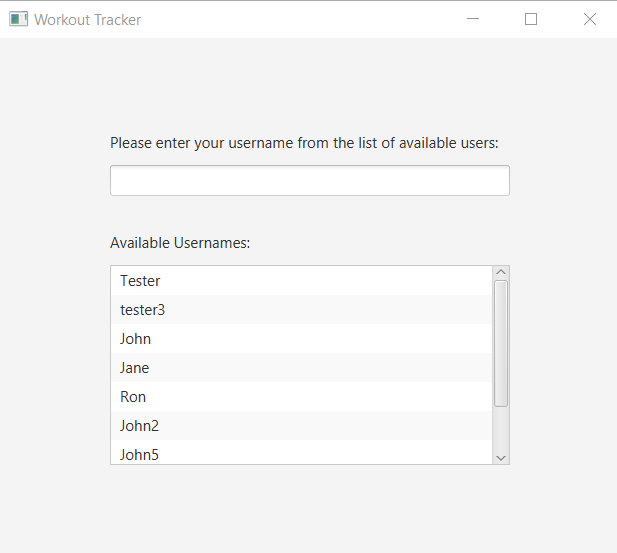 Workout Tracker
Please enter your username from the list of available users:
Available Usernames:
Tester
tester3
John
Jane
Ron
John2
John5